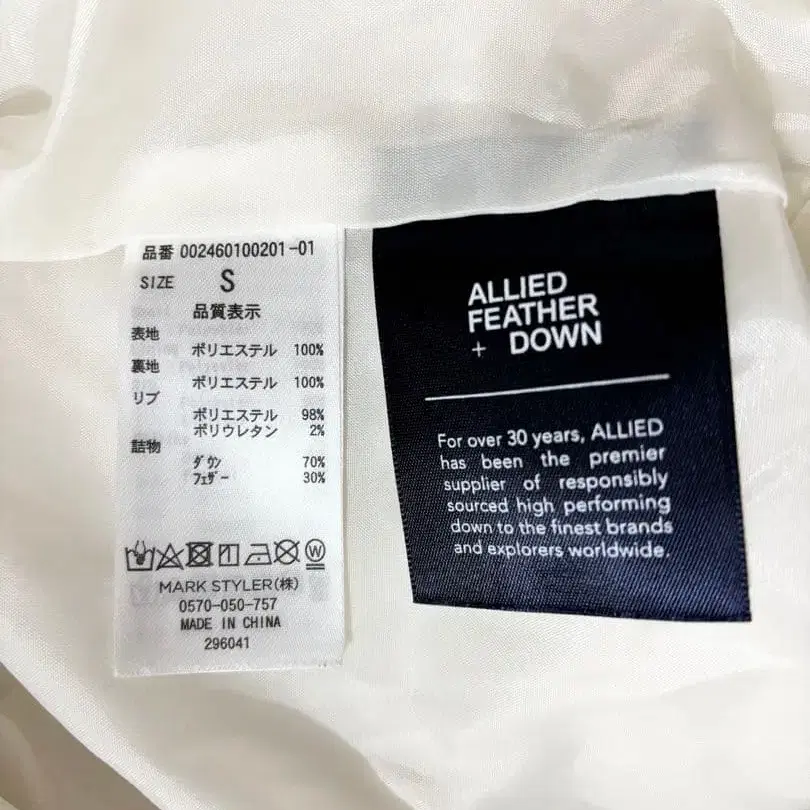 品番 002460100201-01
SIZE S
品質表示
表地
ポリエステル 100%
裏地
ポリエステル 100%
リブ
ポリエステル 98%
ポリウレタン 2%
詰物
ダウン 70%
フェザー 30%
W
MARK STYLER(株)
0570-050-757
MADE IN CHINA
296041
ALLIED
FEATHER
+ DOWN
For over 30 years, ALLIED
has been the premier
supplier of responsibly
sourced high performing
down to the finest brands
and explorers worldwide.